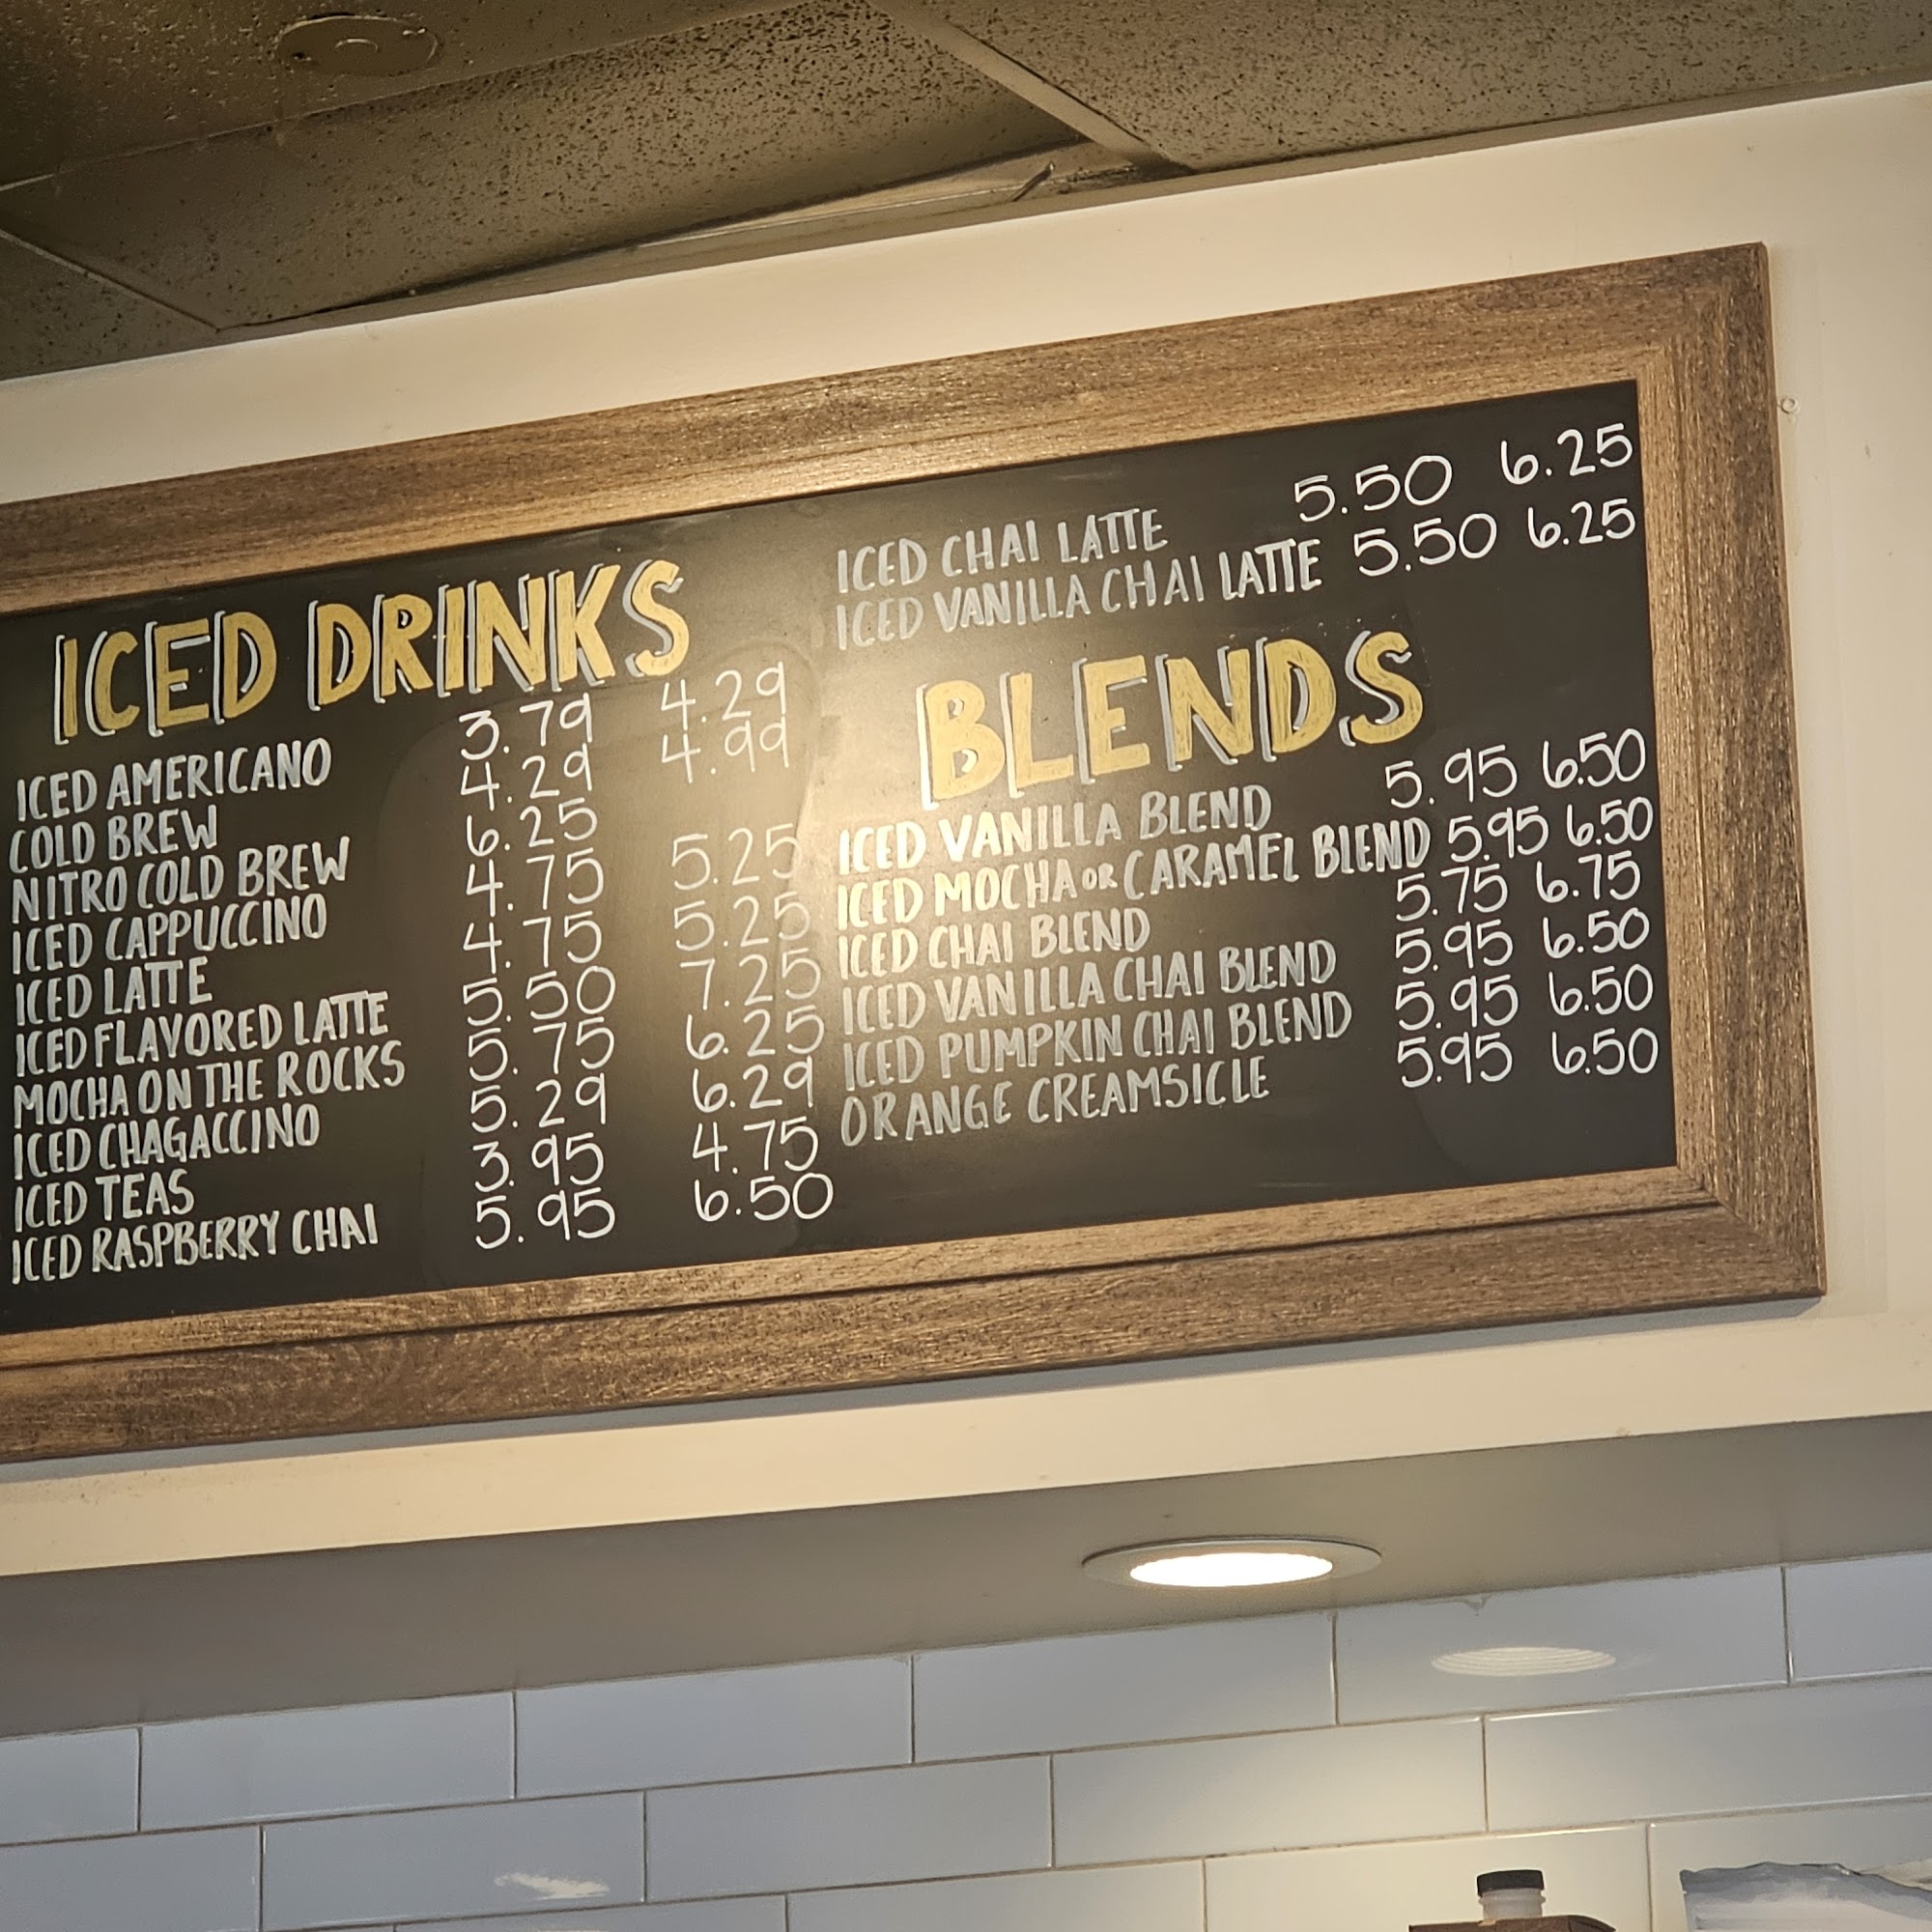 ICED DRINKS
ICED AMERICANO 3.79 4.29
COLD BREW 4.29 4.99
NITRO COLD BREW 6.25
ICED CAPPUCCINO 4.75 5.25
ICED LATTE 4.75 5.25
ICED FLAVORED LATTE 5.50 7.25
MOCHA ON THE ROCKS 5.75 6.25
ICED CHAGACCINO 5.29 6.29
ICED TEAS 3.95 4.75
ICED RASPBERRY CHAI 5.95 6.50
ICED CHAI LATTE 5.50 6.25
ICED VANILLA CHAI LATTE 5.50 6.25
BLENDS
ICED VANILLA BLEND 5.95 6.50
ICED MOCHA OR CARAMEL BLEND 5.95 6.50
ICED CHAI BLEND 5.75 6.75
ICED VANILLA CHAI BLEND 5.95 6.50
ICED PUMPKIN CHAI BLEND 5.95 6.50
ORANGE CREAMSICLE 5.95 6.50